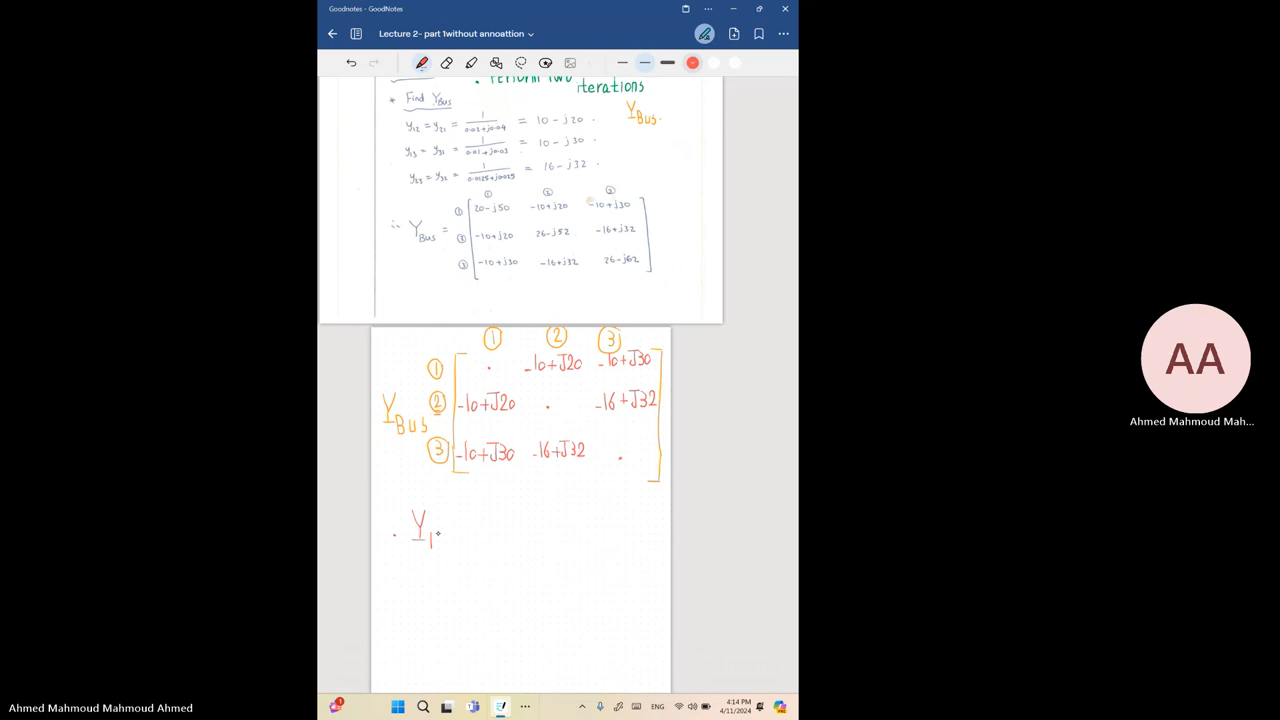 Goodnotes - GoodNotes
Lecture 2- part 1without annoattion
• Perform Two
iterations
* Find YBus
YBus.
y12 = y21 = 1/(0.02+j0.04) = 10 - j20 .
y13 = y31 = 1/(0.01+j0.03) = 10 - j30 .
y23 = y32 = 1/(0.0125+j0.025) = 16 - j32 .
① ② ②
① 20-j50 -10+j20 -10+j30
∴ YBus = ② -10+j20 26-j52 -16+j32
③ -10+j30 -16+j32 26-j62
① ② ③
① . -10+J20 -10+J30
YBus ② -10+J20 . -16+J32
③ -10+J30 -16+J32 .
. Y1
AA
Ahmed Mahmoud Mah...
ENG
4:14 PM
4/11/2024
Ahmed Mahmoud Mahmoud Ahmed